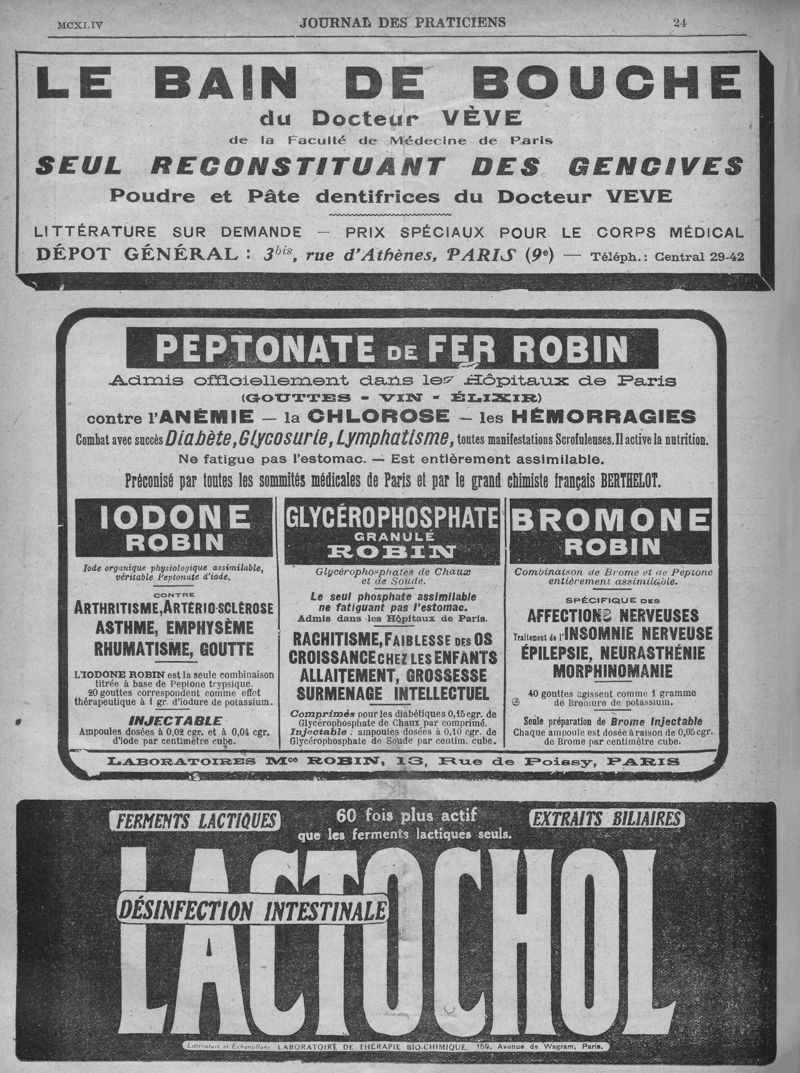 MCXLIV
JOURNAL DES PRATICIENS
24
LE BAIN DE BOUCHE
du Docteur VÈVE
de la Faculté de Médecine de Paris
SEUL RECONSTITUANT DES GENCIVES
Poudre et Pâte dentifrices du Docteur VEVE
LITTÉRATURE SUR DEMANDE — PRIX SPÉCIAUX POUR LE CORPS MÉDICAL
DÉPOT GÉNÉRAL : 3bis, rue d'Athènes, PARIS (9e) — Téléph.: Central 29-42
PEPTONATE DE FER ROBIN
Admis officiellement dans les Hôpitaux de Paris
(GOUTTES - VIN - ÉLIXIR)
contre l'ANÉMIE — la CHLOROSE — les HÉMORRAGIES
Combat avec succès Diabète, Glycosurie, Lymphatisme, toutes manifestations Scrofuleuses. Il active la nutrition.
Ne fatigue pas l'estomac. — Est entièrement assimilable.
Préconisé par toutes les sommités médicales de Paris et par le grand chimiste français BERTHELOT.
IODONE
ROBIN
Iode organique physiologique assimilable,
véritable Peptonate d'iode.
CONTRE
ARTHRITISME, ARTÉRIO-SCLÉROSE
ASTHME, EMPHYSÈME
RHUMATISME, GOUTTE
L'IODONE ROBIN est la seule combinaison
titrée à base de Peptone trypsique.
20 gouttes correspondent comme effet
thérapeutique à 1 gr. d'iodure de potassium.
INJECTABLE
Ampoules dosées à 0,02 cgr. et à 0,04 cgr.
d'iode par centimètre cube.
GLYCÉROPHOSPHATE
GRANULÉ
ROBIN
Glycérophosphates de Chaux
et de Soude.
Le seul phosphate assimilable
ne fatiguant pas l'estomac.
Admis dans les Hôpitaux de Paris.
RACHITISME, FAIBLESSE DES OS
CROISSANCE CHEZ LES ENFANTS
ALLAITEMENT, GROSSESSE
SURMENAGE INTELLECTUEL
Comprimés pour les diabétiques 0,15 cgr. de
Glycérophosphate de Chaux par comprimé.
Injectable : ampoules dosées à 0,10 cgr. de
Glycérophosphate de Soude par centim. cube.
BROMONE
ROBIN
Combinaison de Brome et de Peptone
entièrement assimilable.
SPÉCIFIQUE DES
AFFECTIONS NERVEUSES
Traitement de l'INSOMNIE NERVEUSE
ÉPILEPSIE, NEURASTHÉNIE
MORPHINOMANIE
40 gouttes agissent comme 1 gramme
de Bromure de potassium.
Seule préparation de Brome Injectable
Chaque ampoule est dosée à raison de 0,05 cgr.
de Brome par centimètre cube.
LABORATOIRES Mce ROBIN, 13, Rue de Poissy, PARIS
FERMENTS LACTIQUES
60 fois plus actif
que les ferments lactiques seuls.
EXTRAITS BILIAIRES
LACTOCHOL
DÉSINFECTION INTESTINALE
Littérature et Echantillons, LABORATOIRE DE THÉRAPIE BIO-CHIMIQUE, 159, Avenue de Wagram, Paris.